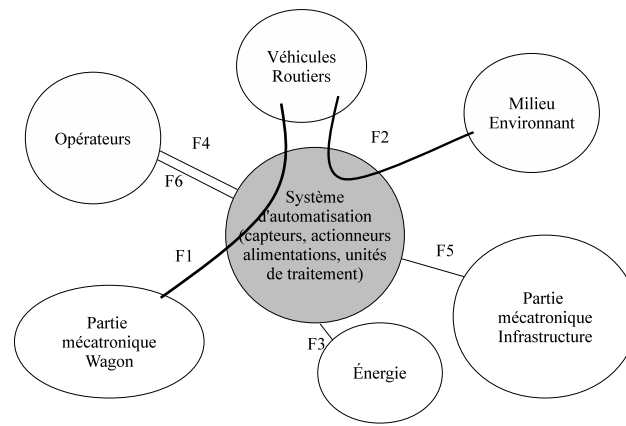 Véhicules
Routiers
Milieu
Environnant
Opérateurs
F4
F2
F6
Système
d'automatisation
(capteurs, actionneurs
alimentations, unités
de traitement)
F1
F5
Partie
mécatronique
Infrastructure
Partie
mécatronique
Wagon
F3
Énergie